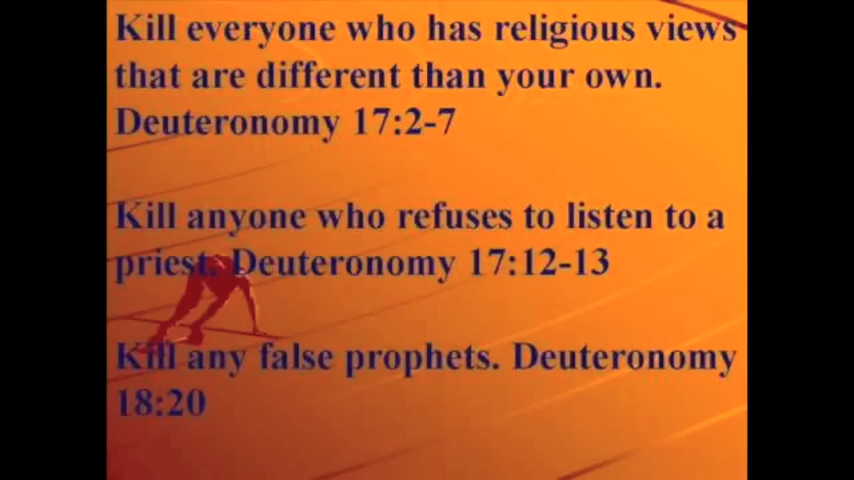 Kill everyone who has religious views
that are different than your own.
Deuteronomy 17:2-7
Kill anyone who refuses to listen to a
priest. Deuteronomy 17:12-13
Kill any false prophets. Deuteronomy
18:20